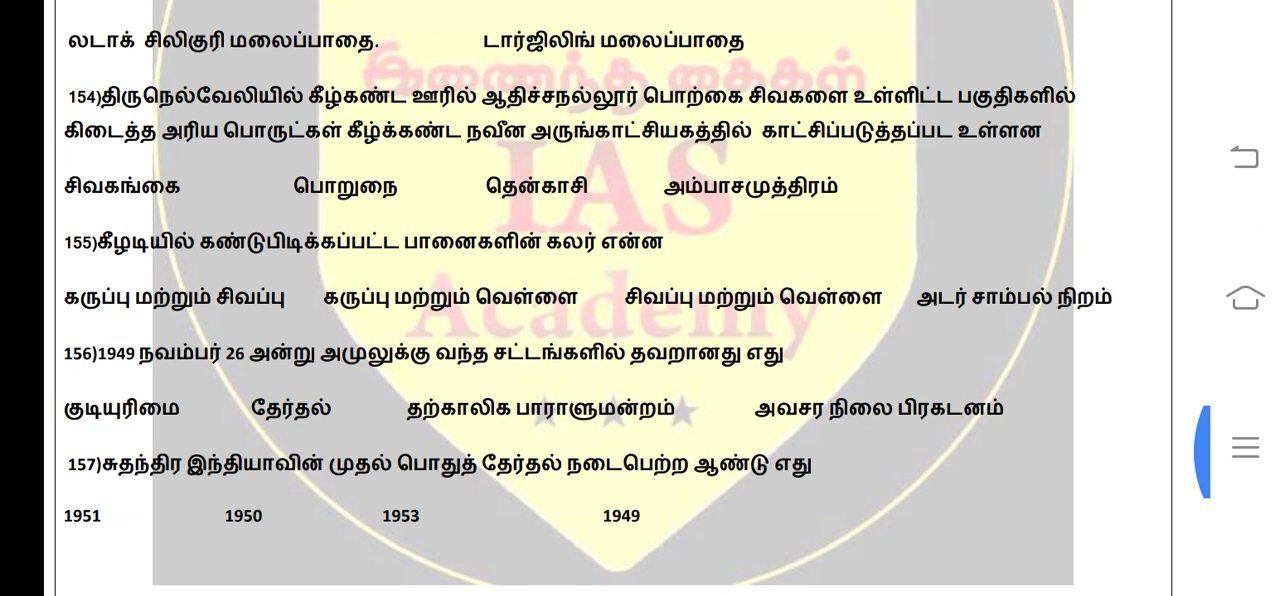 லடாக் சிலிகுரி மலைப்பாதை. டார்ஜிலிங் மலைப்பாதை
இணைந்த கைகள்
154)திருநெல்வேலியில் கீழ்கண்ட ஊரில் ஆதிச்சநல்லூர் பொற்கை சிவகளை உள்ளிட்ட பகுதிகளில்
கிடைத்த அரிய பொருட்கள் கீழ்க்கண்ட நவீன அருங்காட்சியகத்தில் காட்சிப்படுத்தப்பட உள்ளன
IAS
சிவகங்கை பொறுநை தென்காசி அம்பாசமுத்திரம்
155)கீழடியில் கண்டுபிடிக்கப்பட்ட பானைகளின் கலர் என்ன
கருப்பு மற்றும் சிவப்பு கருப்பு மற்றும் வெள்ளை சிவப்பு மற்றும் வெள்ளை அடர் சாம்பல் நிறம்
Academy
156)1949 நவம்பர் 26 அன்று அமுலுக்கு வந்த சட்டங்களில் தவறானது எது
குடியுரிமை தேர்தல் தற்காலிக பாராளுமன்றம் அவசர நிலை பிரகடனம்
157)சுதந்திர இந்தியாவின் முதல் பொதுத் தேர்தல் நடைபெற்ற ஆண்டு எது
1951 1950 1953 1949